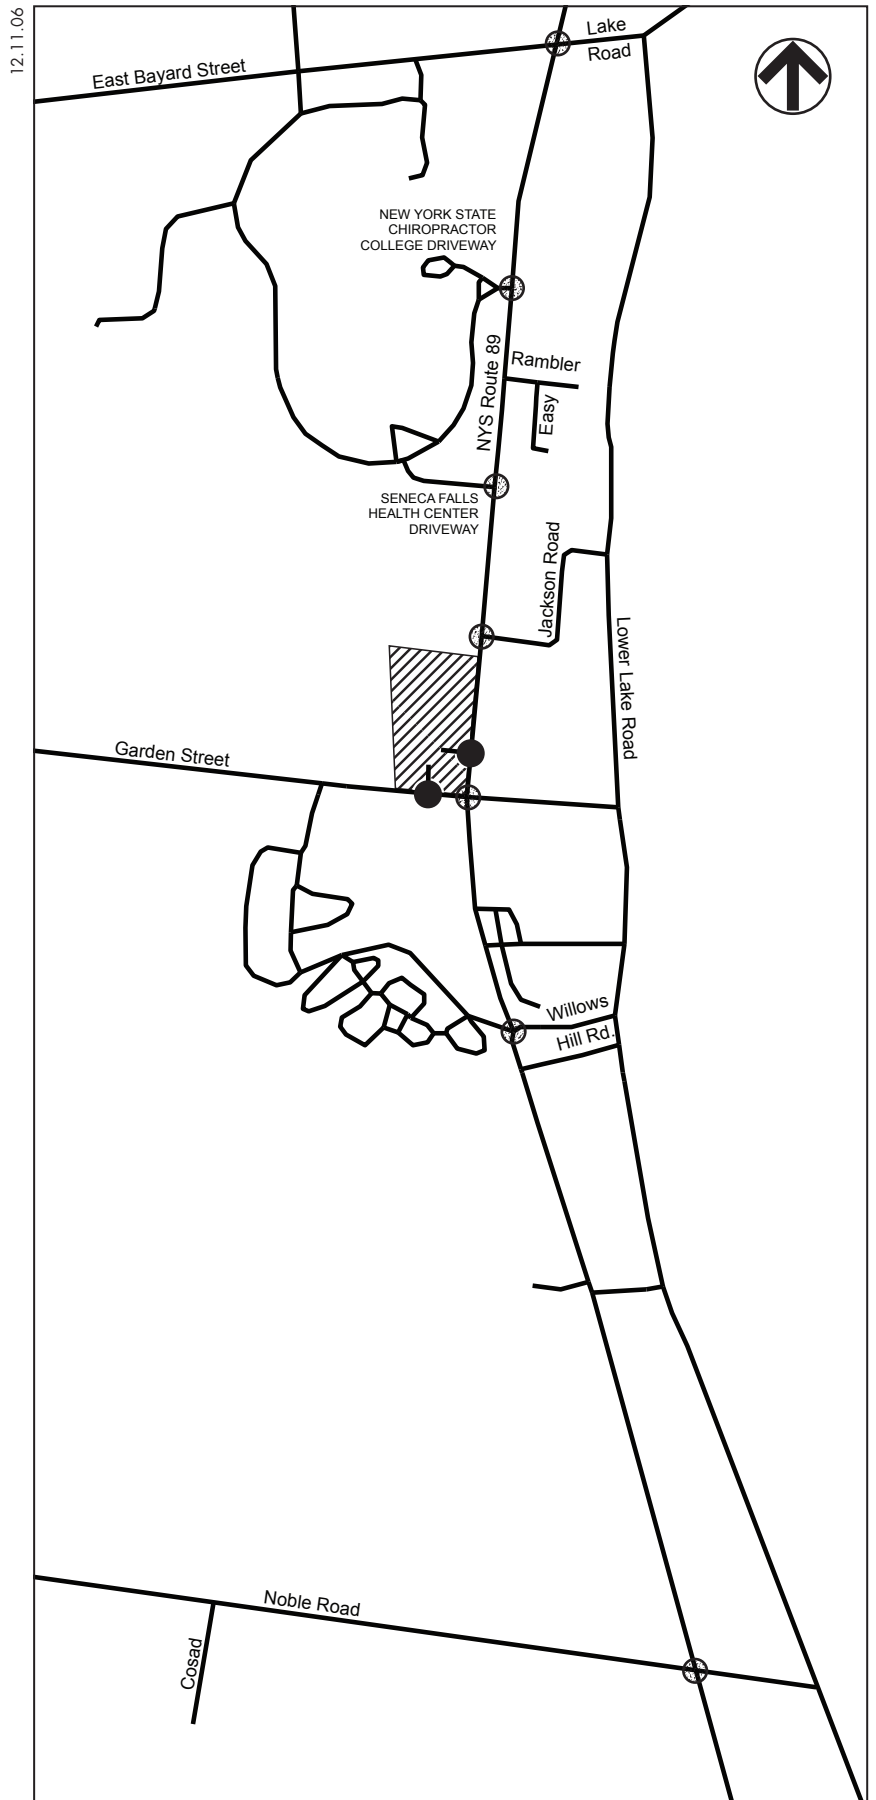 12.11.06
Lake
Road
East Bayard Street
NEW YORK STATE
CHIROPRACTOR
COLLEGE DRIVEWAY
NYS Route 89
Rambler
Easy
SENECA FALLS
HEALTH CENTER
DRIVEWAY
Jackson Road
Lower Lake Road
Garden Street
Willows
Hill Rd.
Noble Road
Cosad